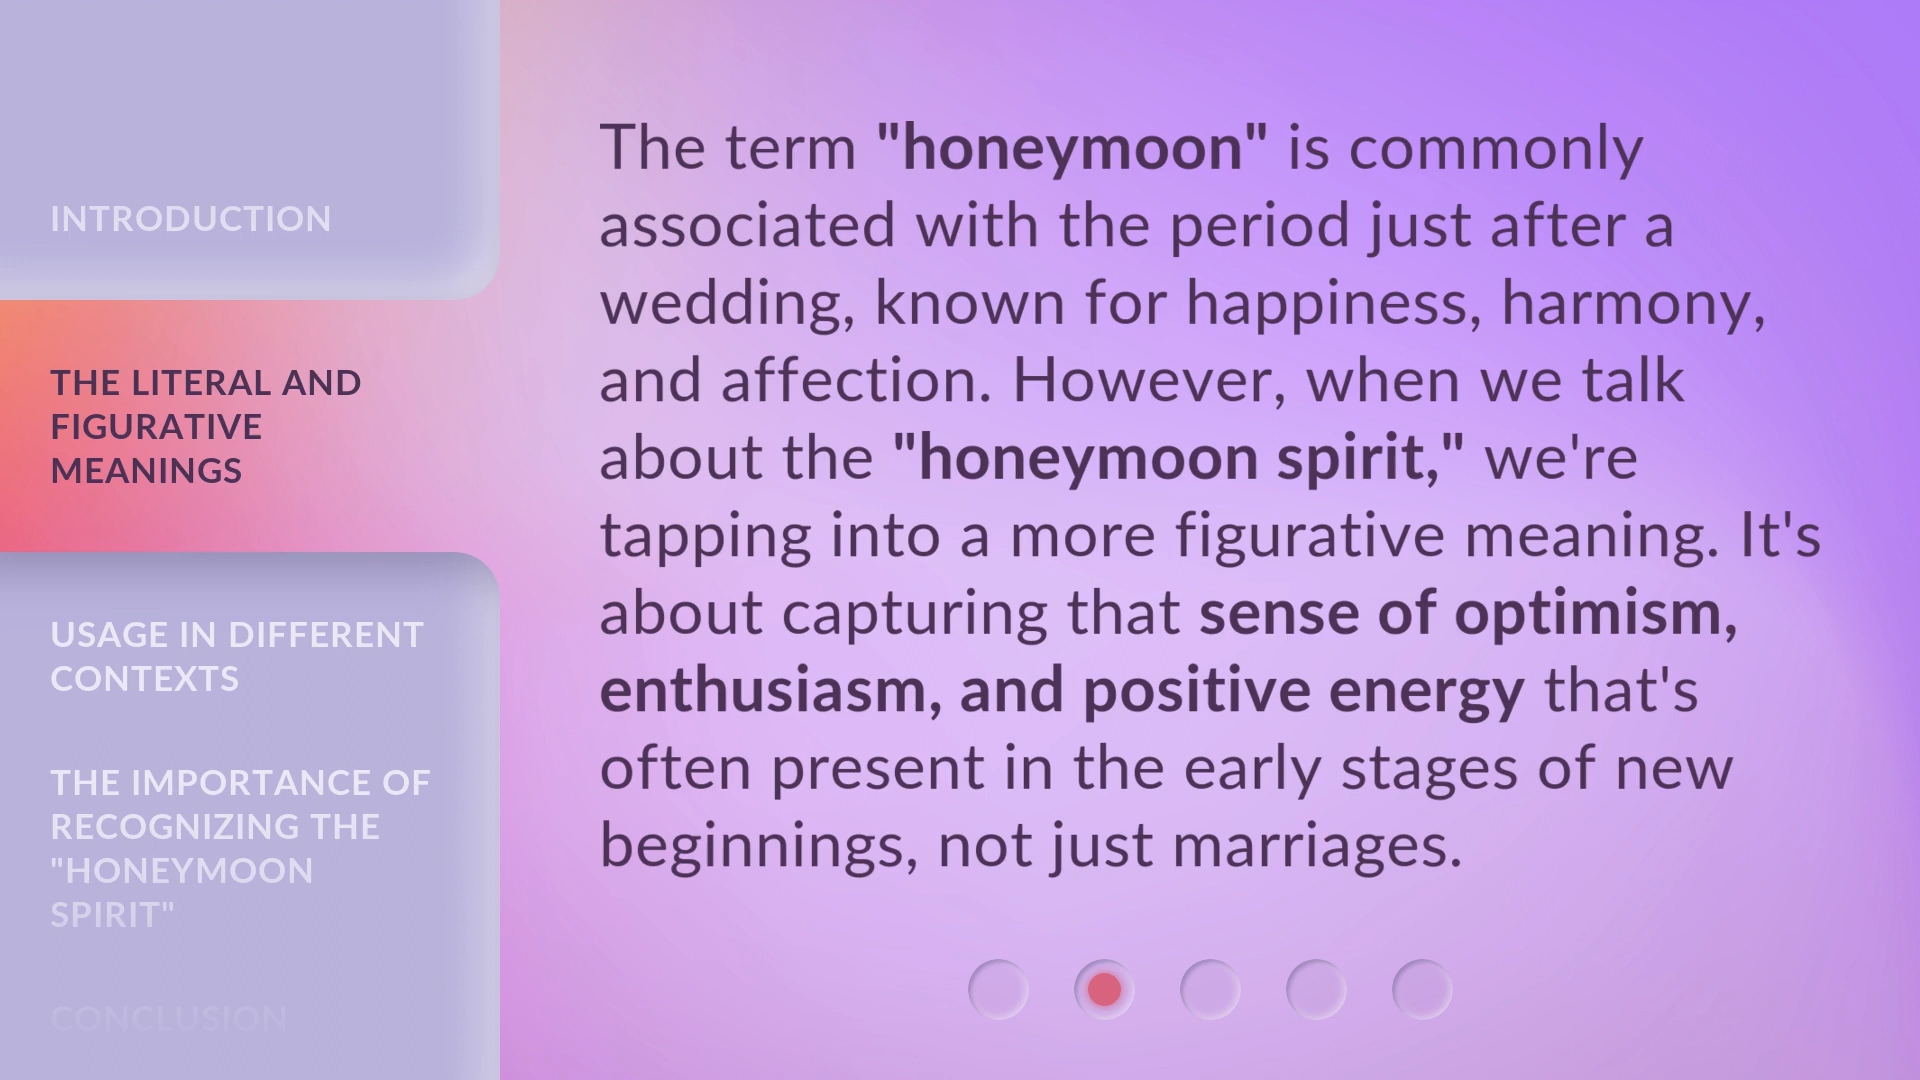 INTRODUCTION
THE LITERAL AND
FIGURATIVE
MEANINGS
USAGE IN DIFFERENT
CONTEXTS
THE IMPORTANCE OF
RECOGNIZING THE
"HONEYMOON
SPIRIT"
CONCLUSION
The term "honeymoon" is commonly
associated with the period just after a
wedding, known for happiness, harmony,
and affection. However, when we talk
about the "honeymoon spirit," we're
tapping into a more figurative meaning. It's
about capturing that sense of optimism,
enthusiasm, and positive energy that's
often present in the early stages of new
beginnings, not just marriages.